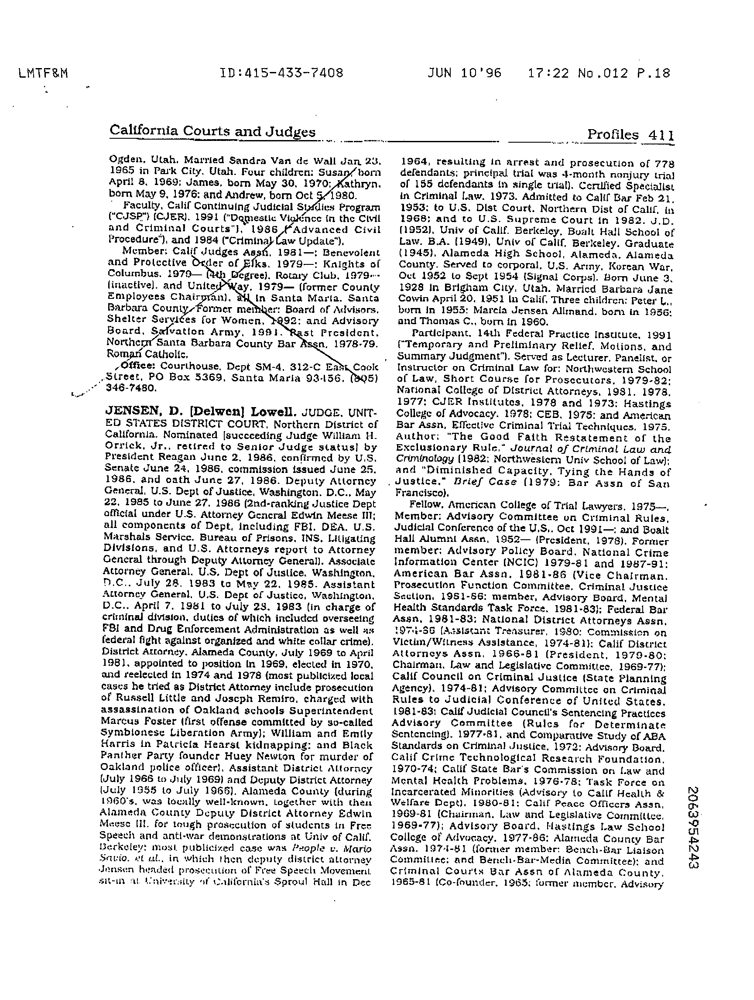 LMTF&M ID:415-433-7408 JUN 10'96 17:22 No.012 P.18
California Courts and Judges Profiles 411
Ogden, Utah. Married Sandra Van de Wall Jan 23,
1965 in Park City, Utah. Four children: Susan, born
April 8, 1969; James, born May 30, 1970; Kathryn,
born May 9, 1976; and Andrew, born Oct 5, 1980.
Faculty, Calif Continuing Judicial Studies Program
("CJSP") (CJER), 1991 ("Domestic Violence in the Civil
and Criminal Courts"), 1986 ("Advanced Civil
Procedure"), and 1984 ("Criminal Law Update").
Member: Calif Judges Assn, 1981—; Benevolent
and Protective Order of Elks, 1979—; Knights of
Columbus, 1979— (4th Degree), Rotary Club, 1979--
(inactive), and United Way, 1979— (former County
Employees Chairman), all in Santa Maria, Santa
Barbara County. Former member: Board of Advisors,
Shelter Services for Women, 1992; and Advisory
Board, Salvation Army, 1991. Past President,
Northern Santa Barbara County Bar Assn, 1978-79.
Roman Catholic.
Office: Courthouse, Dept SM-4, 312-C East Cook
Street, PO Box 5369, Santa Maria 93456. (805)
346-7480.
JENSEN, D. [Delwen] Lowell, JUDGE, UNIT-
ED STATES DISTRICT COURT, Northern District of
California. Nominated [succeeding Judge William H.
Orrick, Jr., retired to Senior Judge status] by
President Reagan June 2, 1986, confirmed by U.S.
Senate June 24, 1986, commission issued June 25,
1986, and oath June 27, 1986. Deputy Attorney
General, U.S. Dept of Justice, Washington, D.C., May
22, 1985 to June 27, 1986 (2nd-ranking Justice Dept
official under U.S. Attorney General Edwin Meese III;
all components of Dept, including FBI, DEA, U.S.
Marshals Service, Bureau of Prisons, INS, Litigating
Divisions, and U.S. Attorneys report to Attorney
General through Deputy Attorney General). Associate
Attorney General, U.S. Dept of Justice, Washington,
D.C., July 28, 1983 to May 22, 1985. Assistant
Attorney General, U.S. Dept of Justice, Washington,
D.C., April 7, 1981 to July 28, 1983 (in charge of
criminal division, duties of which included overseeing
FBI and Drug Enforcement Administration as well as
federal fight against organized and white collar crime).
District Attorney, Alameda County, July 1969 to April
1981, appointed to position in 1969, elected in 1970,
and reelected in 1974 and 1978 (most publicized local
cases he tried as District Attorney include prosecution
of Russell Little and Joseph Remiro, charged with
assassination of Oakland schools Superintendent
Marcus Foster (first offense committed by so-called
Symbionese Liberation Army); William and Emily
Harris in Patricia Hearst kidnapping; and Black
Panther Party founder Huey Newton for murder of
Oakland police officer). Assistant District Attorney
(July 1966 to July 1969) and Deputy District Attorney
(July 1955 to July 1966), Alameda County (during
1960's, was locally well-known, together with then
Alameda County Deputy District Attorney Edwin
Meese III, for tough prosecution of students in Free
Speech and anti-war demonstrations at Univ of Calif,
Berkeley; most publicized case was People v. Mario
Savio, et al., in which then deputy district attorney
Jensen headed prosecution of Free Speech Movement
sit-in at University of California's Sproul Hall in Dec
1964, resulting in arrest and prosecution of 778
defendants; principal trial was 4-month nonjury trial
of 155 defendants in single trial). Certified Specialist
in Criminal Law, 1973. Admitted to Calif Bar Feb 21,
1953; to U.S. Dist Court, Northern Dist of Calif, in
1968; and to U.S. Supreme Court in 1982. J.D.
(1952), Univ of Calif, Berkeley, Boalt Hall School of
Law. B.A. (1949), Univ of Calif, Berkeley. Graduate
(1945), Alameda High School, Alameda, Alameda
County. Served to corporal, U.S. Army, Korean War,
Oct 1952 to Sept 1954 (Signal Corps). Born June 3,
1928 in Brigham City, Utah. Married Barbara Jane
Cowin April 20, 1951 in Calif. Three children: Peter L.,
born in 1955; Marcia Jensen Allmand, born in 1956;
and Thomas C., born in 1960.
Participant, 14th Federal Practice Institute, 1991
("Temporary and Preliminary Relief, Motions, and
Summary Judgment"). Served as Lecturer, Panelist, or
Instructor on Criminal Law for: Northwestern School
of Law, Short Course for Prosecutors, 1979-82;
National College of District Attorneys, 1981, 1978,
1977; CJER Institutes, 1978 and 1973; Hastings
College of Advocacy, 1978; CEB, 1975; and American
Bar Assn, Effective Criminal Trial Techniques, 1975.
Author: "The Good Faith Restatement of the
Exclusionary Rule," Journal of Criminal Law and
Criminology (1982; Northwestern Univ School of Law);
and "Diminished Capacity, Tying the Hands of
Justice," Brief Case (1979; Bar Assn of San
Francisco).
Fellow, American College of Trial Lawyers, 1975—.
Member: Advisory Committee on Criminal Rules,
Judicial Conference of the U.S., Oct 1991—; and Boalt
Hall Alumni Assn, 1952— (President, 1978). Former
member: Advisory Policy Board, National Crime
Information Center (NCIC) 1979-81 and 1987-91;
American Bar Assn, 1981-86 (Vice Chairman,
Prosecution Function Committee, Criminal Justice
Section, 1981-86; member, Advisory Board, Mental
Health Standards Task Force, 1981-83); Federal Bar
Assn, 1981-83; National District Attorneys Assn,
1974-86 (Assistant Treasurer, 1980; Commission on
Victim/Witness Assistance, 1974-81); Calif District
Attorneys Assn, 1966-81 (President, 1979-80;
Chairman, Law and Legislative Committee, 1969-77);
Calif Council on Criminal Justice (State Planning
Agency), 1974-81; Advisory Committee on Criminal
Rules to Judicial Conference of United States,
1981-83; Calif Judicial Council's Sentencing Practices
Advisory Committee (Rules for Determinate
Sentencing), 1977-81, and Comparative Study of ABA
Standards on Criminal Justice, 1972; Advisory Board,
Calif Crime Technological Research Foundation,
1970-74; Calif State Bar's Commission on Law and
Mental Health Problems, 1976-78; Task Force on
Incarcerated Minorities (Advisory to Calif Health &
Welfare Dept), 1980-81; Calif Peace Officers Assn,
1969-81 (Chairman, Law and Legislative Committee,
1969-77); Advisory Board, Hastings Law School
College of Advocacy, 1977-86; Alameda County Bar
Assn, 1974-81 (former member: Bench-Bar Liaison
Committee; and Bench-Bar-Media Committee); and
Criminal Courts Bar Assn of Alameda County,
1965-81 (Co-founder, 1965; former member, Advisory
2063954243